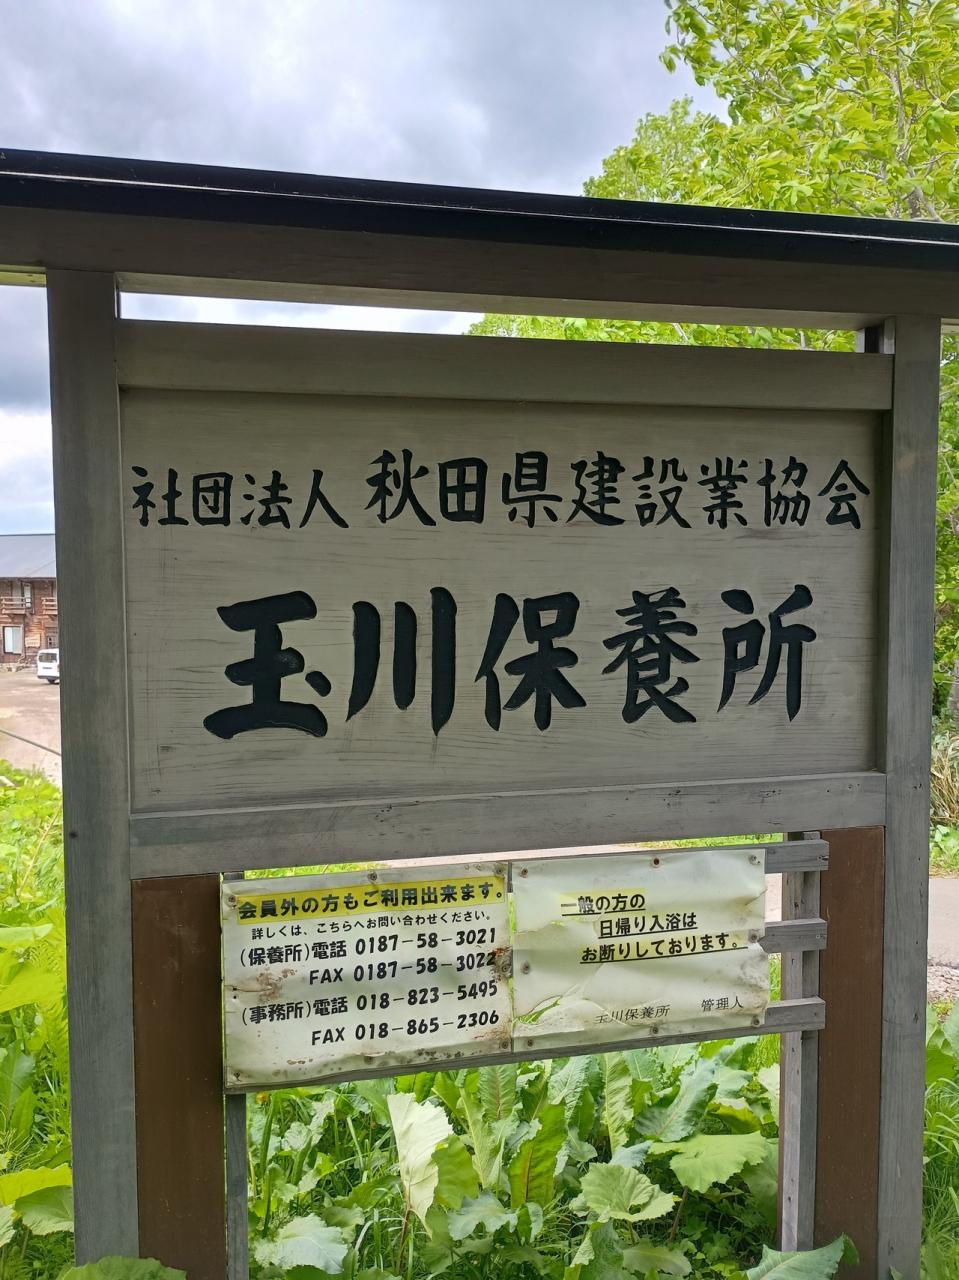 社団法人 秋田県建設業協会
玉川保養所
会員外の方もご利用出来ます。
詳しくは、こちらへお問い合わせください。
(保養所)電話 0187-58-3021
FAX 0187-58-3022
(事務所)電話 018-823-5495
FAX 018-865-2306
一般の方の
日帰り入浴は
お断りしております。
玉川保養所 管理人